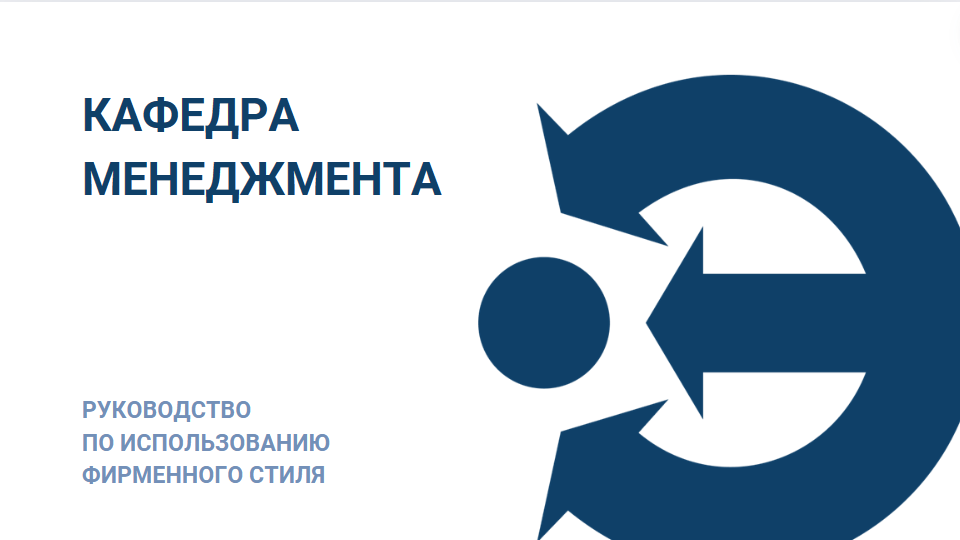 КАФЕДРА
МЕНЕДЖМЕНТА
РУКОВОДСТВО
ПО ИСПОЛЬЗОВАНИЮ
ФИРМЕННОГО СТИЛЯ